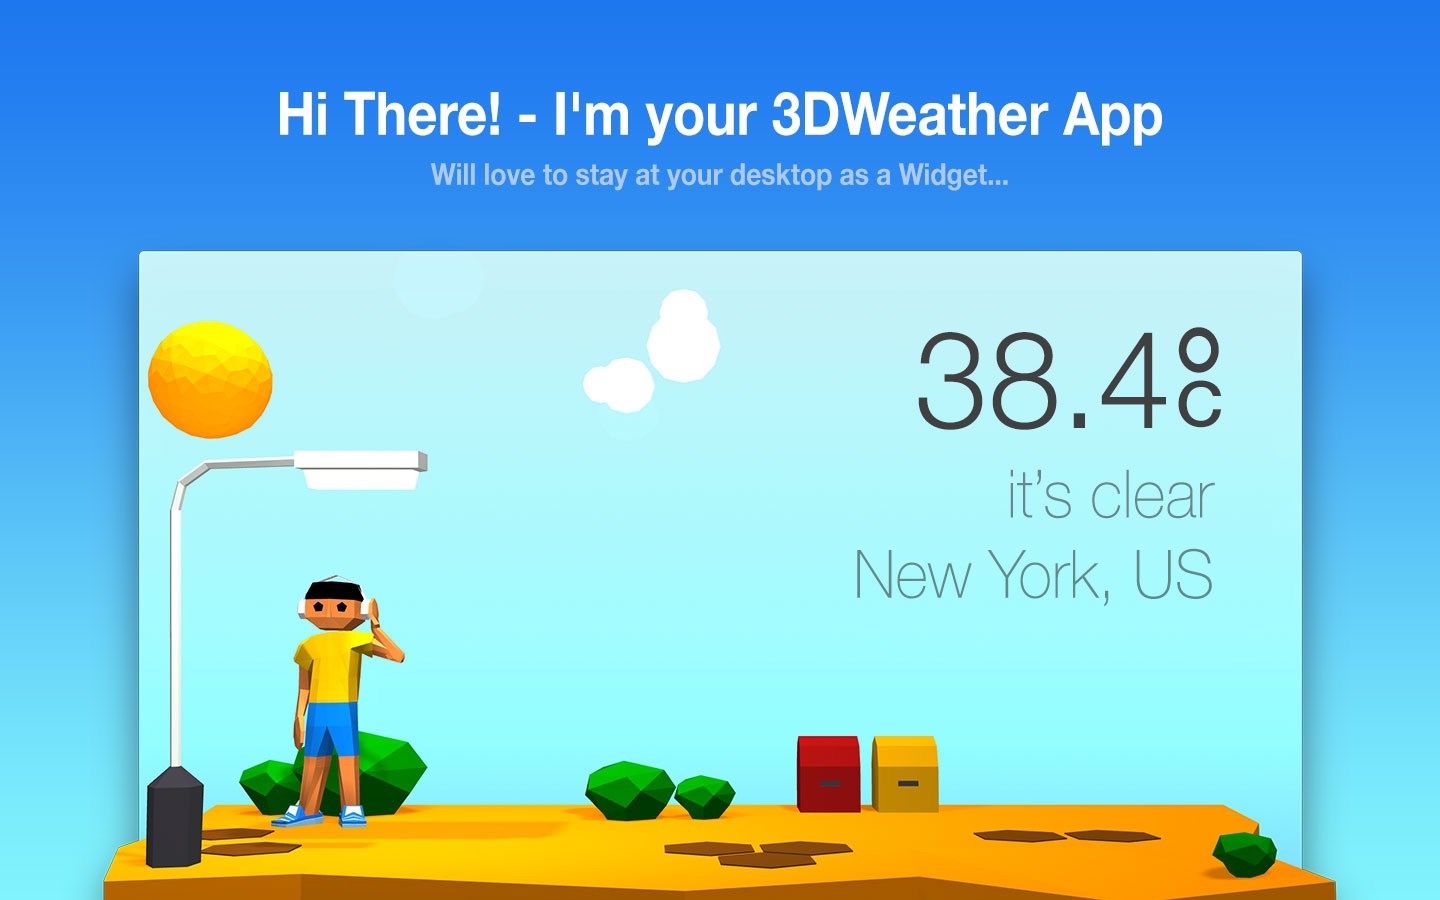 Hi There! - I'm your 3DWeather App
Will love to stay at your desktop as a Widget...
38.4°C
it’s clear
New York, US